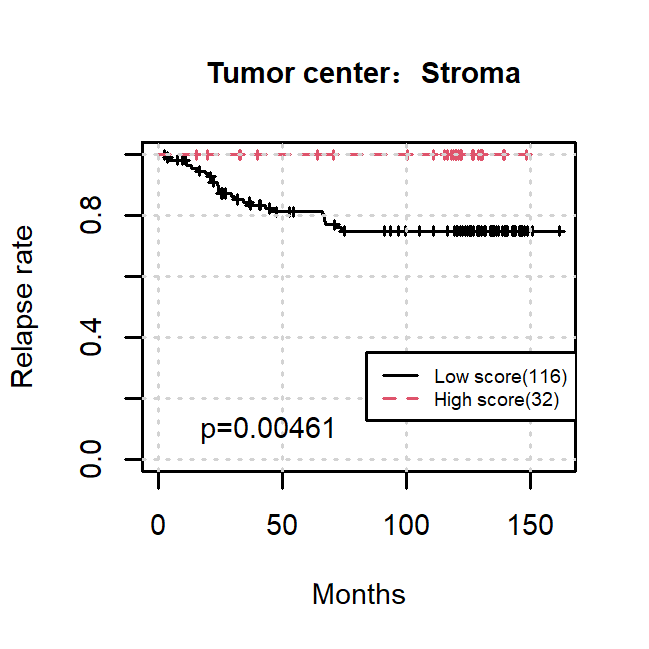 Tumor center：Stroma
Relapse rate
0.8
0.4
0.0
Low score(116)
High score(32)
p=0.00461
0 50 100 150
Months